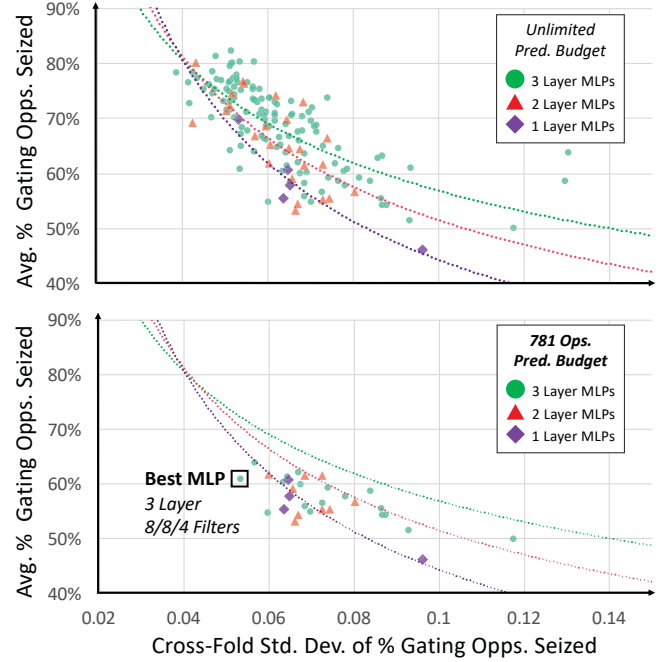 90%
80%
70%
60%
50%
40%
Avg. % Gating Opps. Seized
Unlimited
Pred. Budget
3 Layer MLPs
2 Layer MLPs
1 Layer MLPs
90%
80%
70%
60%
50%
40%
Avg. % Gating Opps. Seized
781 Ops.
Pred. Budget
3 Layer MLPs
2 Layer MLPs
1 Layer MLPs
Best MLP
3 Layer
8/8/4 Filters
0.02 0.04 0.06 0.08 0.10 0.12 0.14
Cross-Fold Std. Dev. of % Gating Opps. Seized